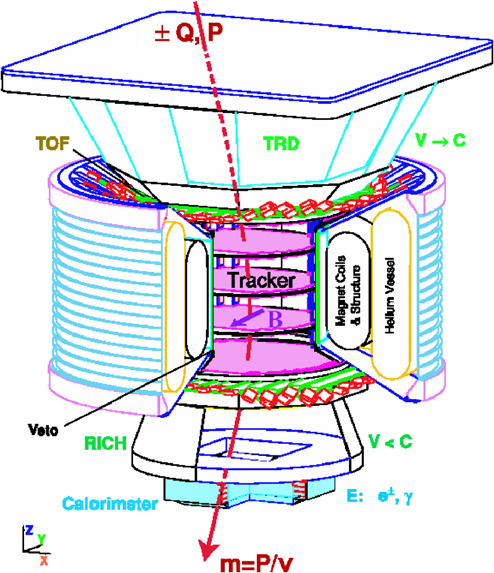 ± Q, P
TOF
TRD
V → C
Tracker
B
Magnet Coils
& Structure
Helium Vessel
Veto
RICH
V < C
Calorimeter
E: e±, γ
Z
Y
X
m=P/v